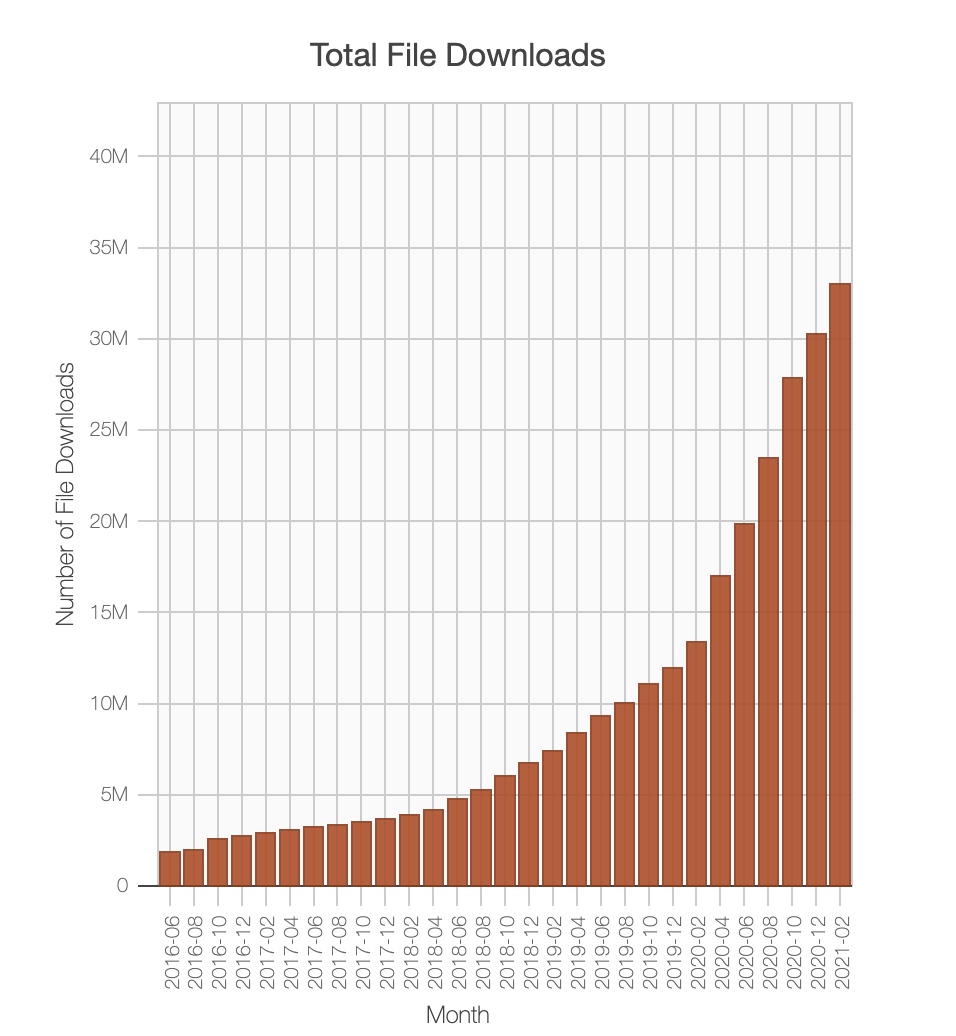 Total File Downloads
40M
35M
30M
25M
20M
15M
10M
5M
0
Number of File Downloads
2016-06
2016-08
2016-10
2016-12
2017-02
2017-04
2017-06
2017-08
2017-10
2017-12
2018-02
2018-04
2018-06
2018-08
2018-10
2018-12
2019-02
2019-04
2019-06
2019-08
2019-10
2019-12
2020-02
2020-04
2020-06
2020-08
2020-10
2020-12
2021-02
Month